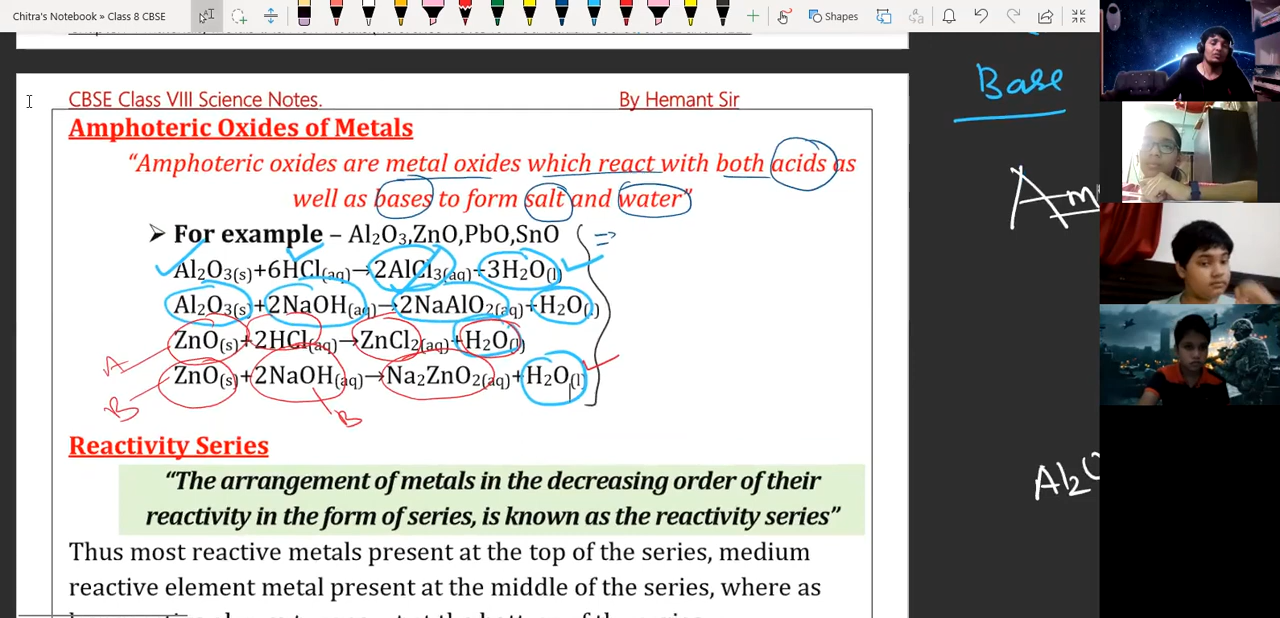 Chitra's Notebook » Class 8 CBSE
Shapes
CBSE Class VIII Science Notes. By Hemant Sir
Amphoteric Oxides of Metals
“Amphoteric oxides are metal oxides which react with both acids as
well as bases to form salt and water”
➤ For example – Al₂O₃,ZnO,PbO,SnO
Al₂O₃(s)+6HCl(aq)→2AlCl₃(aq)+3H₂O(l)
Al₂O₃(s)+2NaOH(aq)→2NaAlO₂(aq)+H₂O(l)
ZnO(s)+2HCl(aq)→ZnCl₂(aq)+H₂O(l)
A
ZnO(s)+2NaOH(aq)→Na₂ZnO₂(aq)+H₂O(l)
B
B
Reactivity Series
“The arrangement of metals in the decreasing order of their
reactivity in the form of series, is known as the reactivity series”
Thus most reactive metals present at the top of the series, medium
reactive element metal present at the middle of the series, where as
Base
Am
Al₂O